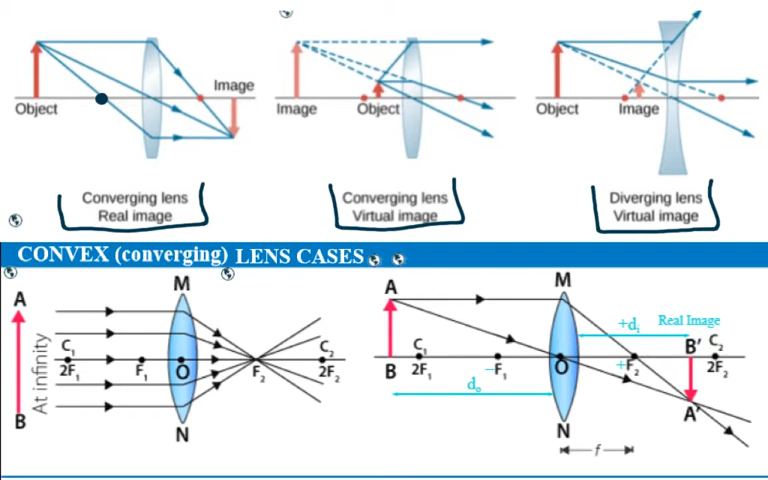 Object
Image
Image
Object
Object
Image
Converging lens
Real image
Converging lens
Virtual image
Diverging lens
Virtual image
CONVEX (converging) LENS CASES
A
At infinity
B
M
C₁
2F₁
F₁
O
F₂
C₂
2F₂
N
A
B
C₁
2F₁
–F₁
dₒ
M
O
N
+dᵢ
Real Image
+F₂
B′
C₂
2F₂
A′
f